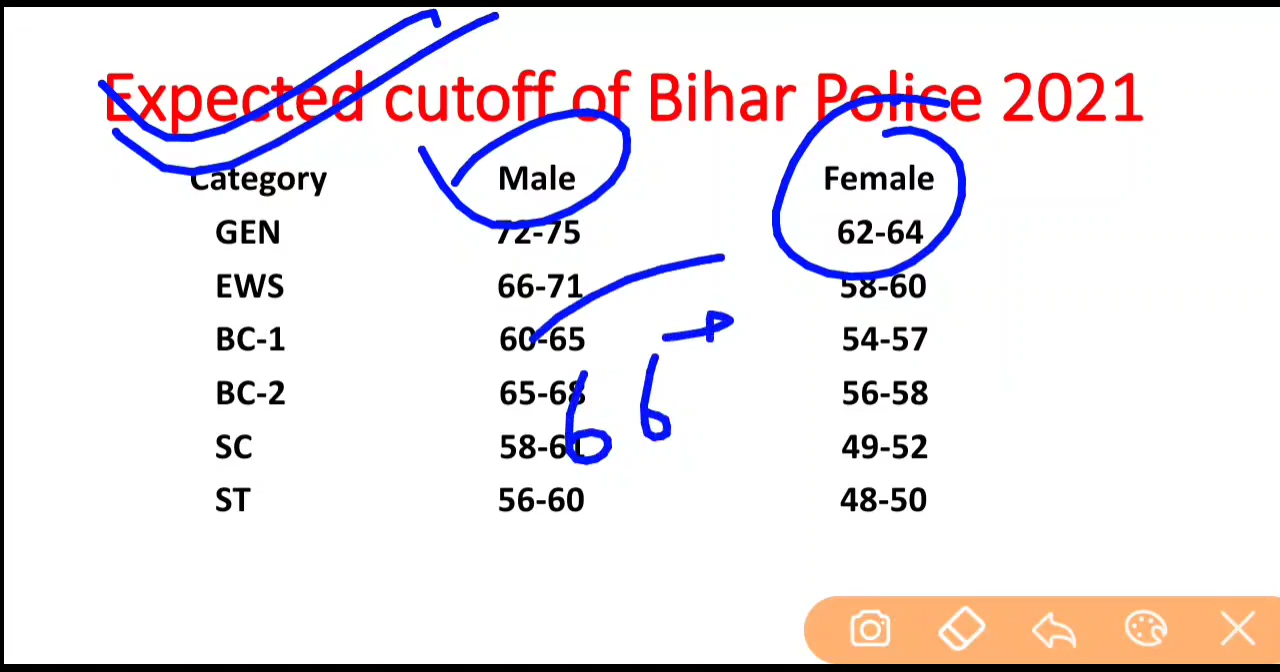 Expected cutoff of Bihar Police 2021
Category Male Female
GEN 72-75 62-64
EWS 66-71 58-60
BC-1 60-65 54-57
BC-2 65-68 56-58
SC 58-61 49-52
ST 56-60 48-50
66